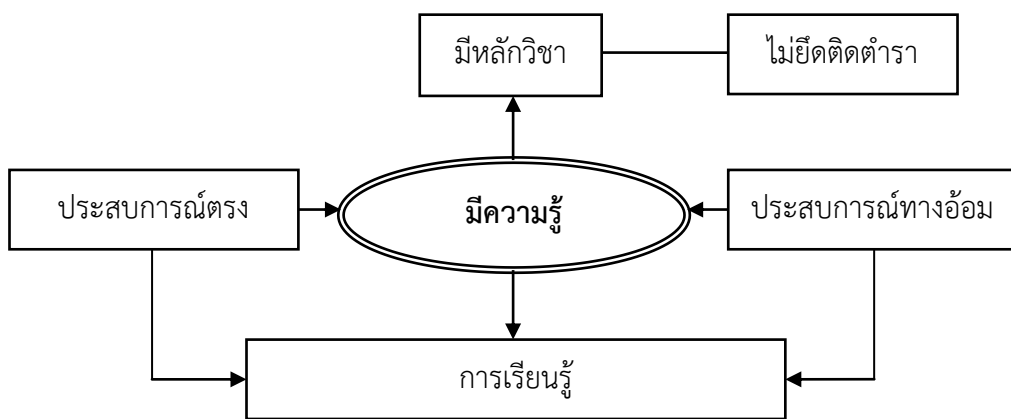 มีหลักวิชา
ไม่ยึดติดตำรา
ประสบการณ์ตรง
มีความรู้
ประสบการณ์ทางอ้อม
การเรียนรู้